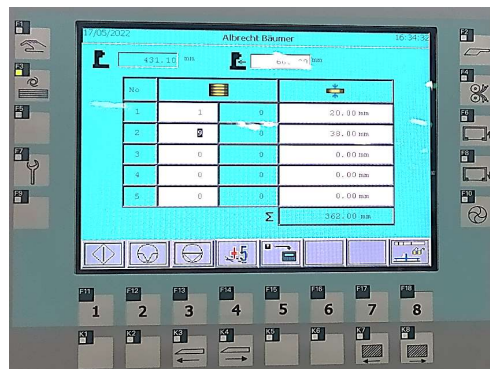 17/05/2022 Albrecht Bäumer 16:34:32
431.10 mm mm
No
1 1 0 20.00 mm
2 9 0 38.00 mm
3 0 0 0.00 mm
4 0 0 0.00 mm
5 0 0 0.00 mm
Σ 362.00 mm
F1 F2
F3 F4
F5 F6
F7 F8
F9 F10
F11 F12 F13 F14 F15 F16 F17 F18
1 2 3 4 5 6 7 8
K1 K2 K3 K4 K5 K6 K7 K8